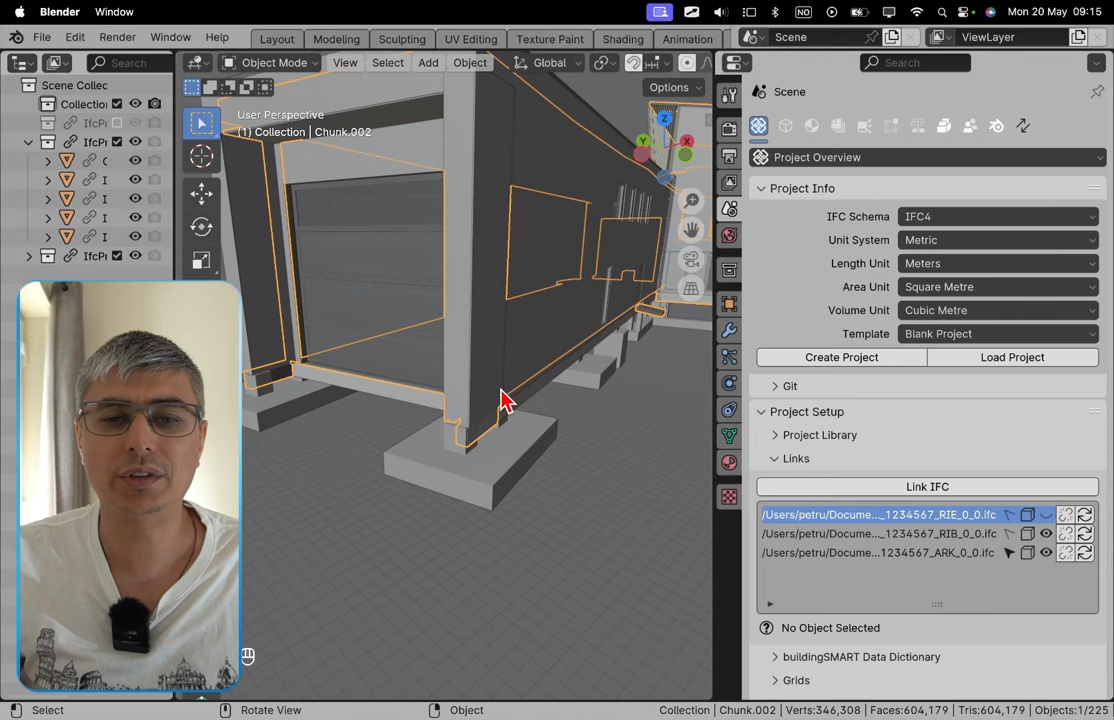 Blender Window
NO Mon 20 May 09:15
File Edit Render Window Help
Layout Modeling Sculpting UV Editing Texture Paint Shading Animation
Scene ViewLayer
Search
Object Mode View Select Add Object Global
Search
Scene Collec
Collection
IfcPr
IfcPr
C
I
I
I
I
IfcPr
Options
User Perspective
(1) Collection | Chunk.002
Z
Y
X
Scene
Project Overview
Project Info
IFC Schema IFC4
Unit System Metric
Length Unit Meters
Area Unit Square Metre
Volume Unit Cubic Metre
Template Blank Project
Create Project Load Project
Git
Project Setup
Project Library
Links
Link IFC
/Users/petru/Docume..._1234567_RIE_0_0.ifc
/Users/petru/Docume..._1234567_RIB_0_0.ifc
/Users/petru/Docume...1234567_ARK_0_0.ifc
No Object Selected
buildingSMART Data Dictionary
Grids
Select Rotate View Object Collection | Chunk.002 | Verts:346,308 | Faces:604,179 | Tris:604,179 | Objects:1/225